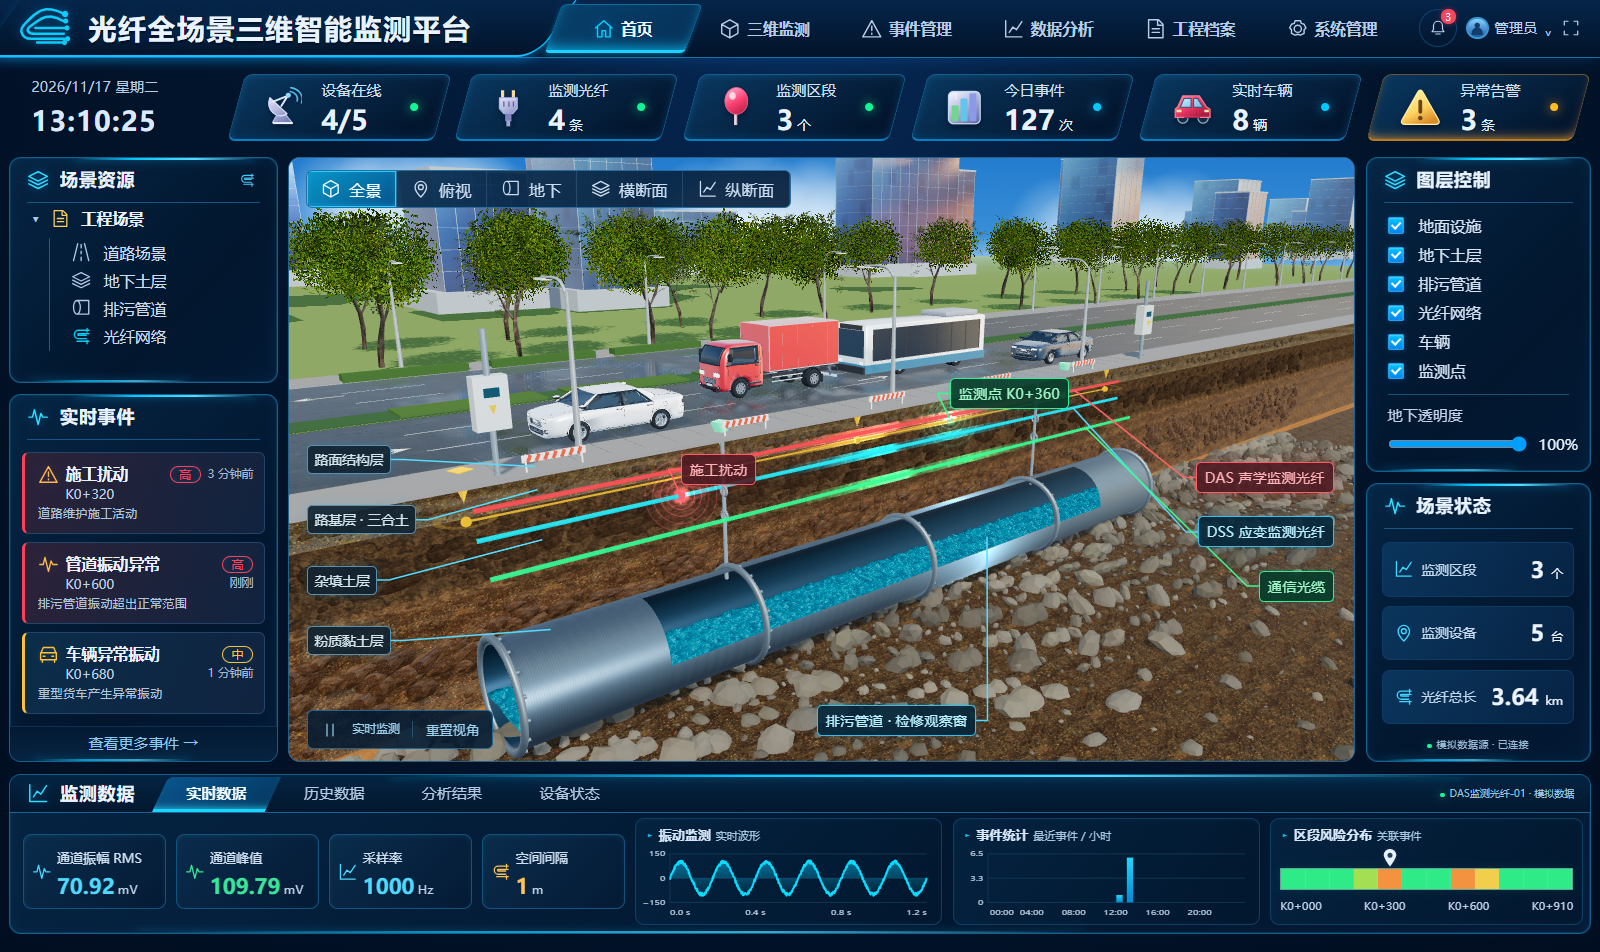 光纤全场景三维智能监测平台
首页
三维监测
事件管理
数据分析
工程档案
系统管理
3
管理员
2026/11/17 星期二
13:10:25
设备在线
4/5
监测光纤
4 条
监测区段
3 个
今日事件
127 次
实时车辆
8 辆
异常告警
3 条
场景资源
工程场景
道路场景
地下土层
排污管道
光纤网络
实时事件
施工扰动
高
3 分钟前
K0+320
道路维护施工活动
管道振动异常
高
K0+600
刚刚
排污管道振动超出正常范围
车辆异常振动
中
K0+680
1 分钟前
重型货车产生异常振动
查看更多事件 →
全景
俯视
地下
横断面
纵断面
监测点 K0+360
施工扰动
路面结构层
路基层 · 三合土
杂填土层
粉质黏土层
DAS 声学监测光纤
DSS 应变监测光纤
通信光缆
排污管道 · 检修观察窗
实时监测
重置视角
图层控制
地面设施
地下土层
排污管道
光纤网络
车辆
监测点
地下透明度
100%
场景状态
监测区段
3 个
监测设备
5 台
光纤总长
3.64 km
模拟数据源 · 已连接
监测数据
实时数据
历史数据
分析结果
设备状态
DAS监测光纤-01 · 模拟数据
通道振幅 RMS
70.92 mV
通道峰值
109.79 mV
采样率
1000 Hz
空间间隔
1 m
振动监测 实时波形
150
0
-150
0.0 s
0.4 s
0.8 s
1.2 s
事件统计 最近事件 / 小时
6.5
3.3
0
00:00
04:00
08:00
12:00
16:00
20:00
区段风险分布 关联事件
K0+000
K0+300
K0+600
K0+910